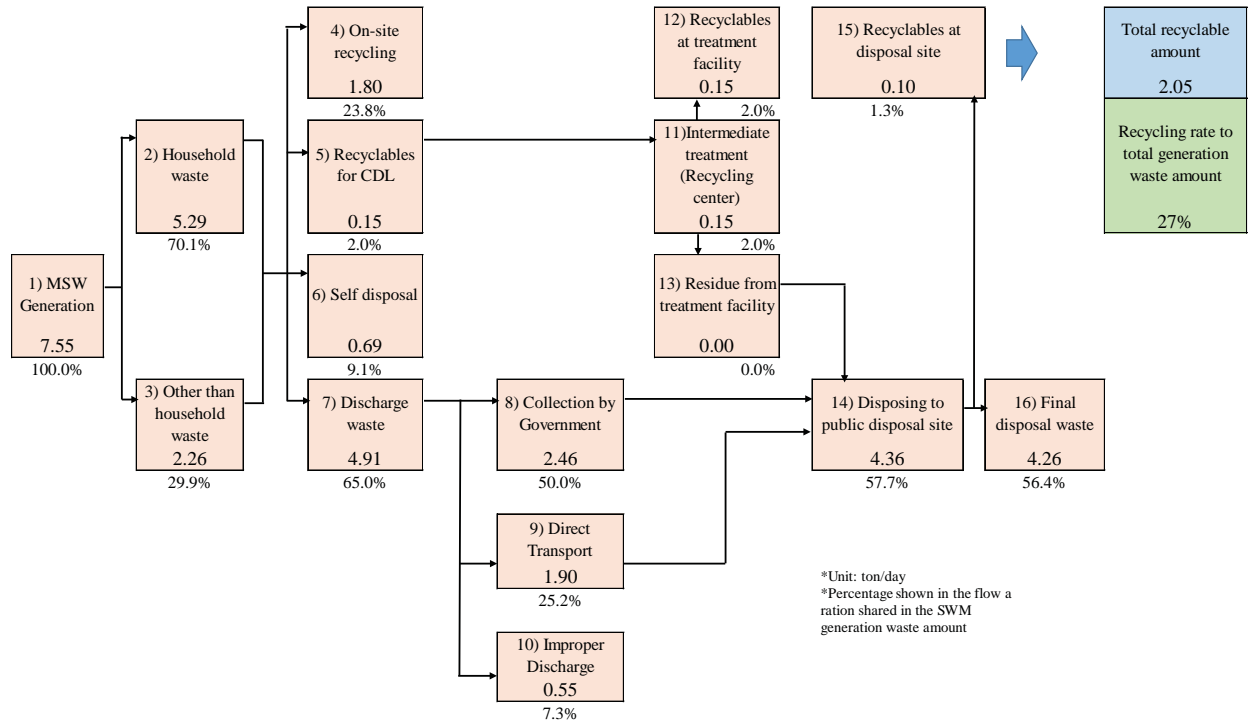 1) MSW
Generation
7.55
100.0%
2) Household
waste
5.29
70.1%
3) Other than
household
waste
2.26
29.9%
4) On-site
recycling
1.80
23.8%
5) Recyclables
for CDL
0.15
2.0%
6) Self disposal
0.69
9.1%
7) Discharge
waste
4.91
65.0%
8) Collection by
Government
2.46
50.0%
9) Direct
Transport
1.90
25.2%
10) Improper
Discharge
0.55
7.3%
12) Recyclables
at treatment
facility
0.15
2.0%
11)Intermediate
treatment
(Recycling
center)
0.15
2.0%
13) Residue from
treatment facility
0.00
0.0%
15) Recyclables at
disposal site
0.10
1.3%
14) Disposing to
public disposal site
4.36
57.7%
16) Final
disposal waste
4.26
56.4%
Total recyclable
amount
2.05
Recycling rate to
total generation
waste amount
27%
*Unit: ton/day
*Percentage shown in the flow a
ration shared in the SWM
generation waste amount